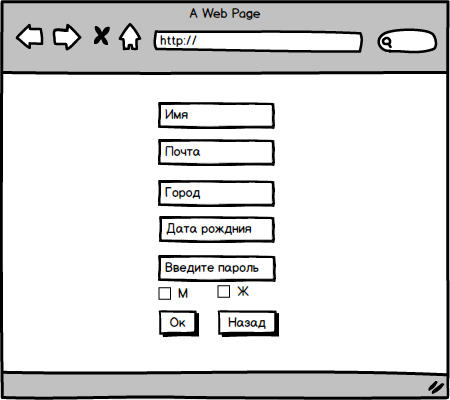 A Web Page
http://
Имя
Почта
Город
Дата рождния
Введите пароль
М Ж
Ок Назад